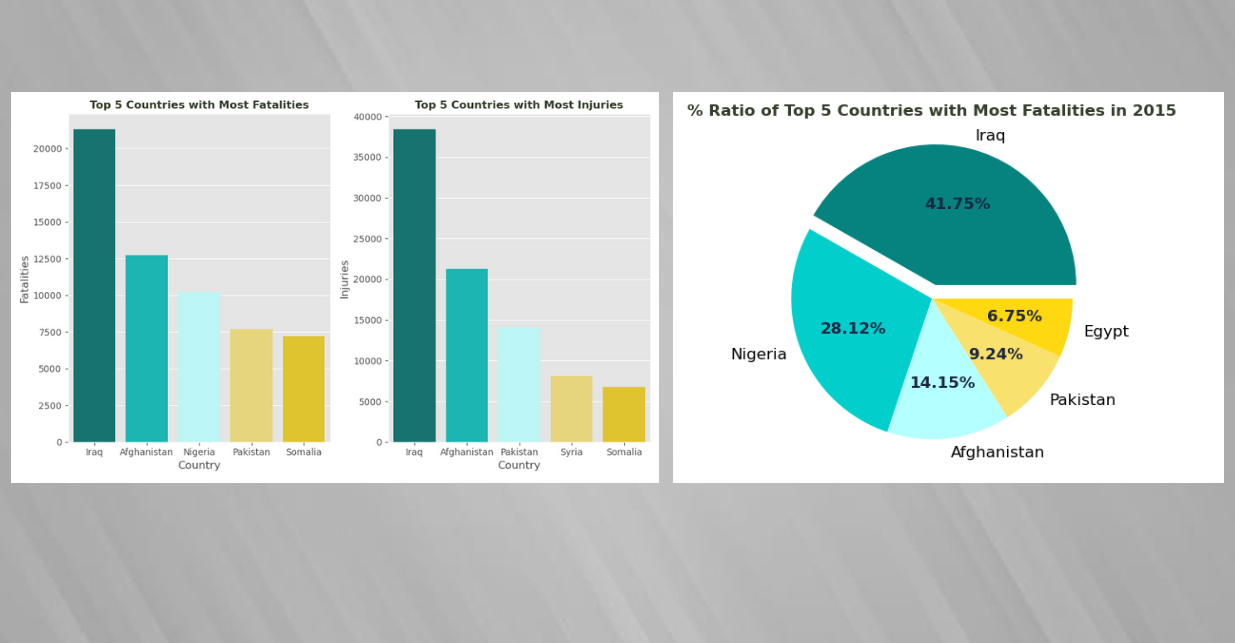 Top 5 Countries with Most Fatalities
20000
17500
15000
12500
10000
7500
5000
2500
0
Fatalities
Iraq Afghanistan Nigeria Pakistan Somalia
Country
Top 5 Countries with Most Injuries
40000
35000
30000
25000
20000
15000
10000
5000
0
Injuries
Iraq Afghanistan Pakistan Syria Somalia
Country
% Ratio of Top 5 Countries with Most Fatalities in 2015
Iraq
41.75%
28.12%
Nigeria
14.15%
Afghanistan
9.24%
Pakistan
6.75%
Egypt